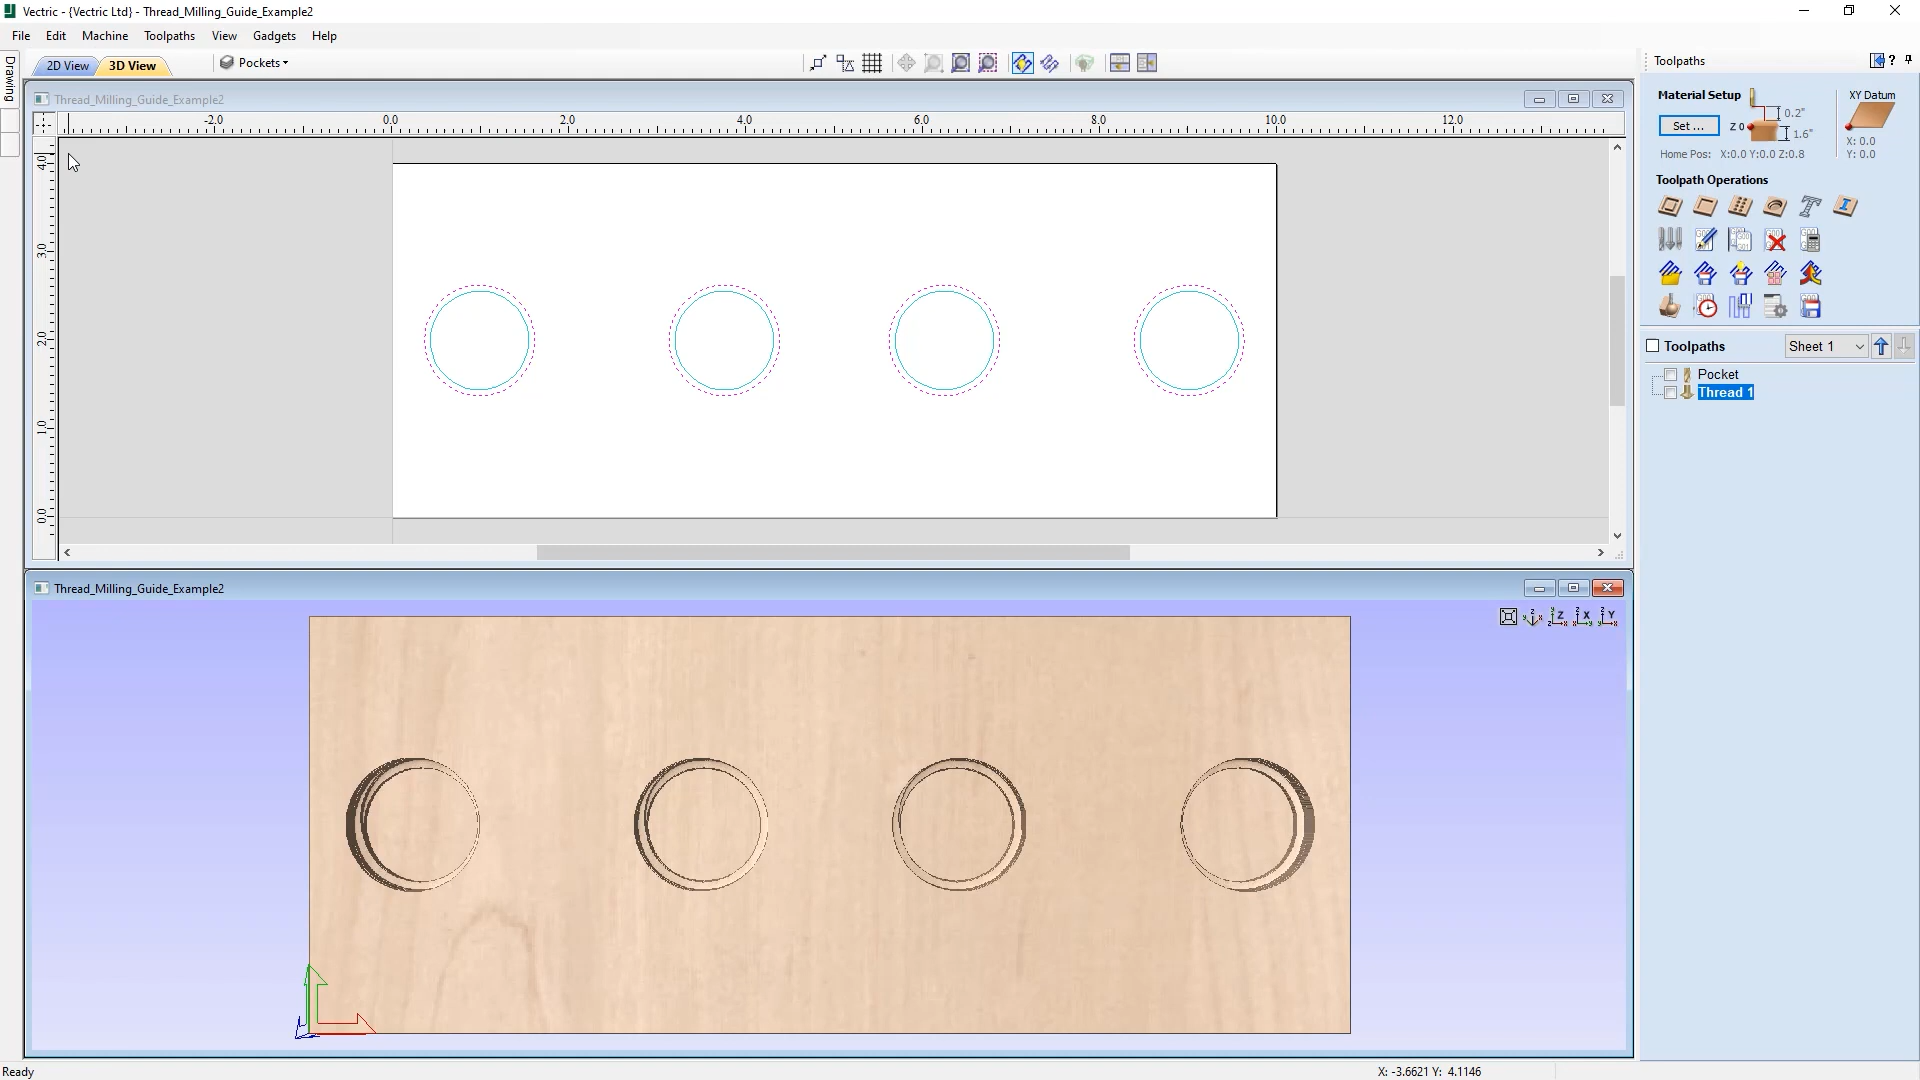 Vectric - {Vectric Ltd} - Thread_Milling_Guide_Example2
File Edit Machine Toolpaths View Gadgets Help
Drawing
2D View 3D View Pockets
Thread_Milling_Guide_Example2
-2.0 0.0 2.0 4.0 6.0 8.0 10.0 12.0
4.0
3.0
2.0
1.0
0.0
Thread_Milling_Guide_Example2
Z X Y
Toolpaths ?
Material Setup
Set ...
Z 0
0.2"
1.6"
Home Pos: X:0.0 Y:0.0 Z:0.8
XY Datum
X: 0.0
Y: 0.0
Toolpath Operations
Toolpaths Sheet 1
Pocket
Thread 1
Ready X: -3.6621 Y: 4.1146